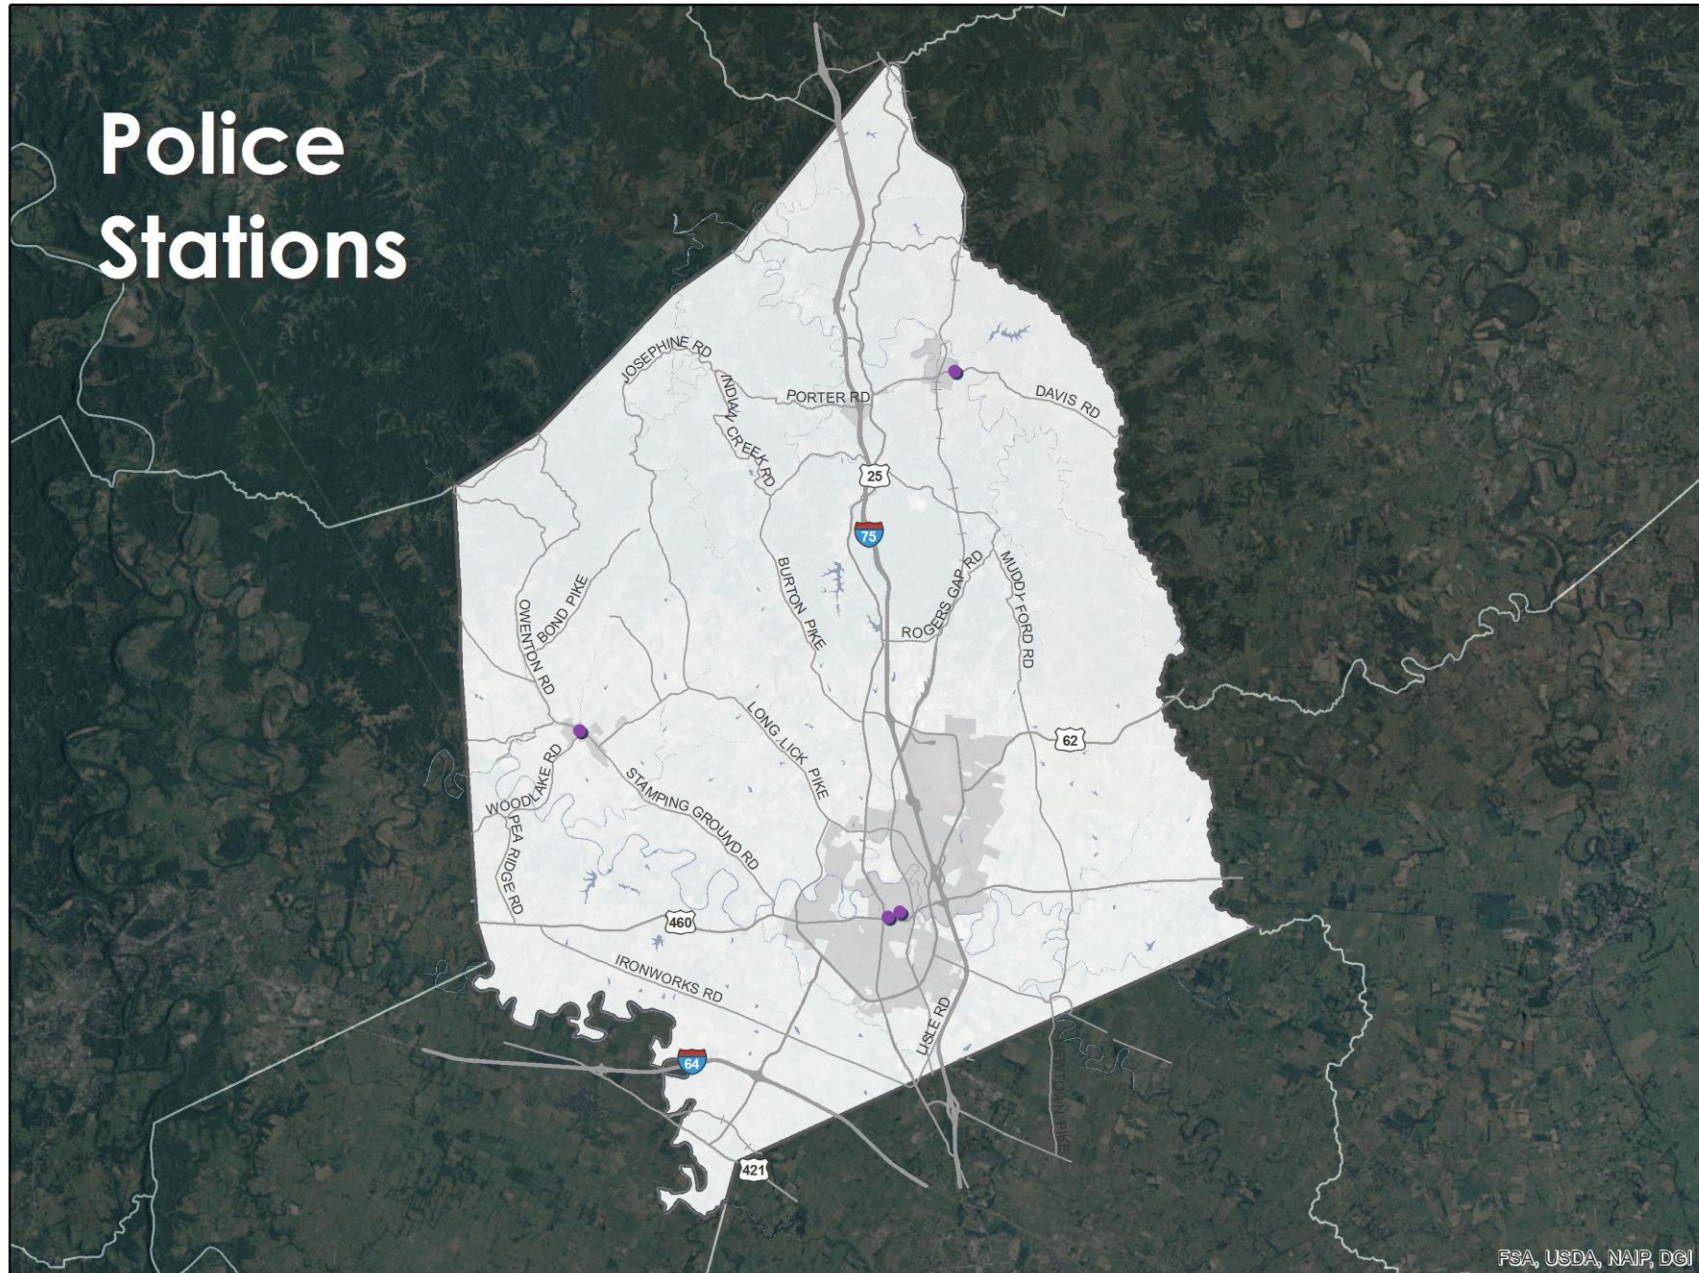 Police
Stations
JOSEPHINE RD
INDIAN CREEK RD
PORTER RD
DAVIS RD
25
75
BURTON PIKE
ROGERS GAP RD
MUDDY FORD RD
OWENTON RD
BOND PIKE
LONG LICK PIKE
62
WOODLAKE RD
STAMPING GROUND RD
PEA RIDGE RD
460
IRONWORKS RD
LISLE RD
64
421
FSA, USDA, NAIP, DGI